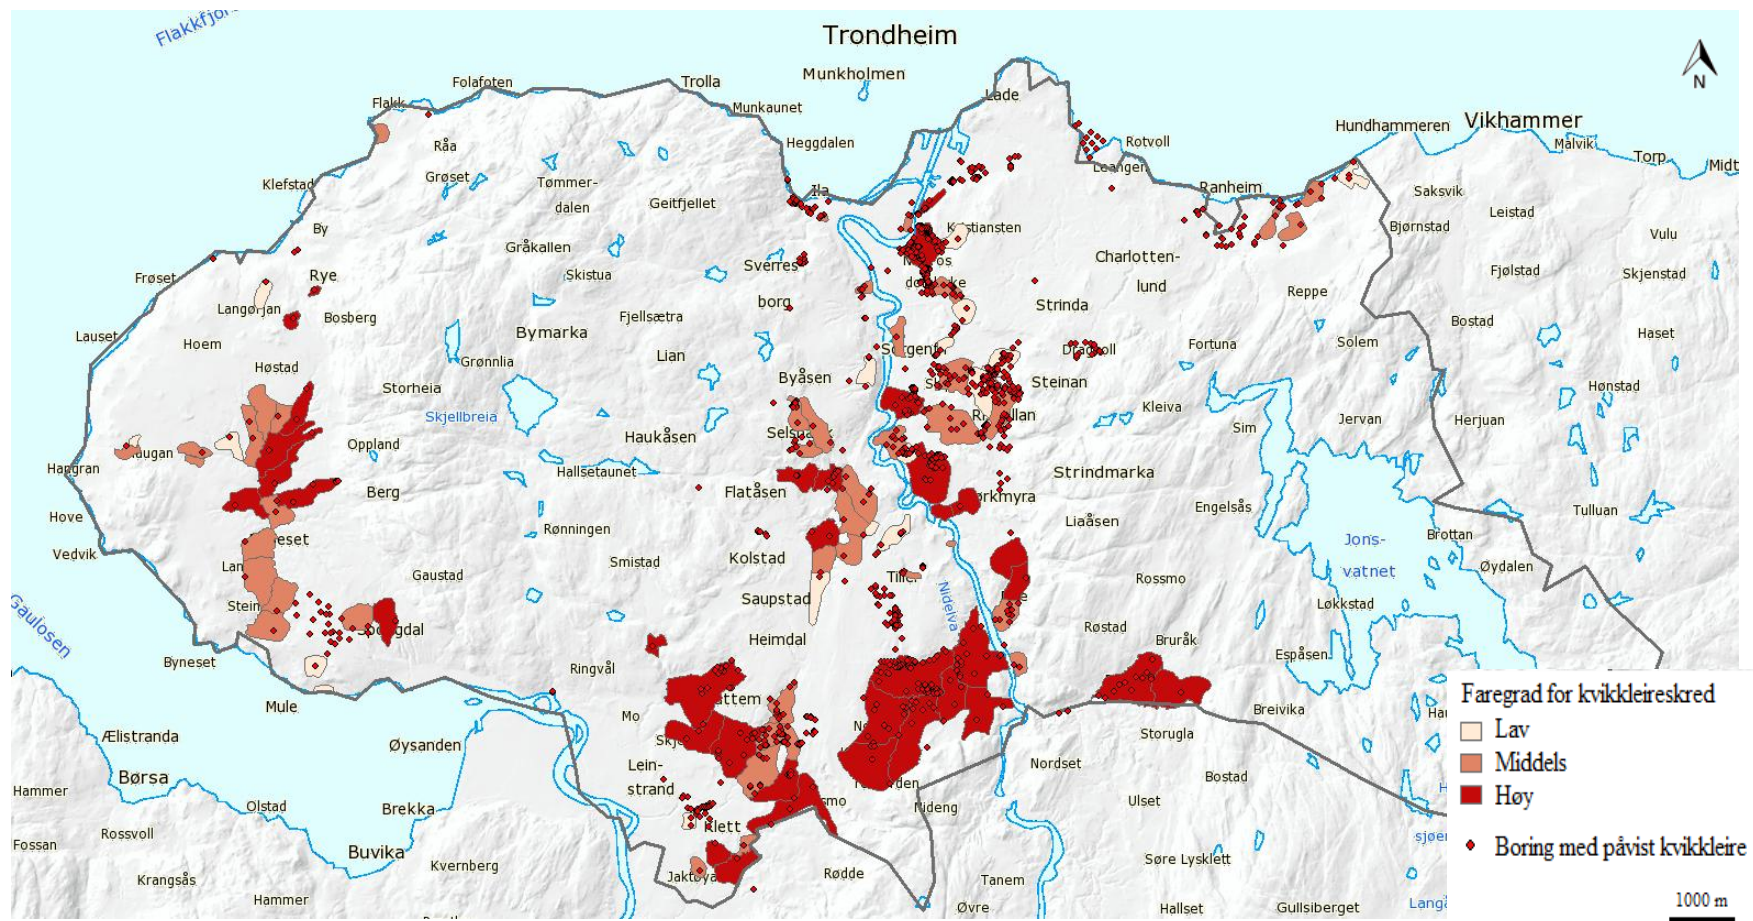 Flakkfjor
Trondheim
Munkholmen
Folafoten
Trolla
Flakk
Munkaunet
Lade
Vikhammer
Hundhammeren
Rotvoll
Målvik
Torp
Midt
Heggdalen
Råa
Leangen
Grøset
Klefstad
Tømmer-
dalen
Geitfjellet
Ila
Ranheim
Saksvik
Leistad
By
Bjørnstad
Vulu
Gråkallen
Charlotten-
lund
Sverres
borg
Skistua
Fjølstad
Skjenstad
Frøset
Rye
Reppe
Strinda
Langørjan
Bosberg
Fjellsætra
Bymarka
Bostad
Haset
Lauset
Hoem
Solem
Fortuna
Lian
Grønnlia
Høstad
Byåsen
Steinan
Storheia
Hønstad
Skjellbreia
Kleiva
Jervan
Herjuan
Sim
Haukåsen
Oppland
Hangran
Hallsetaunet
Strindmarka
Berg
Flatåsen
Engelsås
Tulluan
Hove
Liaåsen
Rønningen
Brottan
Jons-
vatnet
Vedvik
Kolstad
Smistad
Øydalen
Gaustad
Rossmo
Saupstad
Nidelva
Løkkstad
Gaulosen
Røstad
Heimdal
Bruråk
Espåsen
Byneset
Ringvål
Mule
Mo
Breivika
Ælistranda
Øysanden
Storugla
Lein-
strand
Nordset
Bostad
Børsa
Hammer
Olstad
Brekka
Ulset
Nideng
Klett
Rossvoll
Fossan
Buvika
Kvernberg
Søre Lysklett
Krangsås
Jaktøya
Rødde
Tanem
Hammer
Øvre
Hallset
Gullsiberget
N
Faregrad for kvikkleireskred
Lav
Middels
Høy
Boring med påvist kvikkleire
1000 m